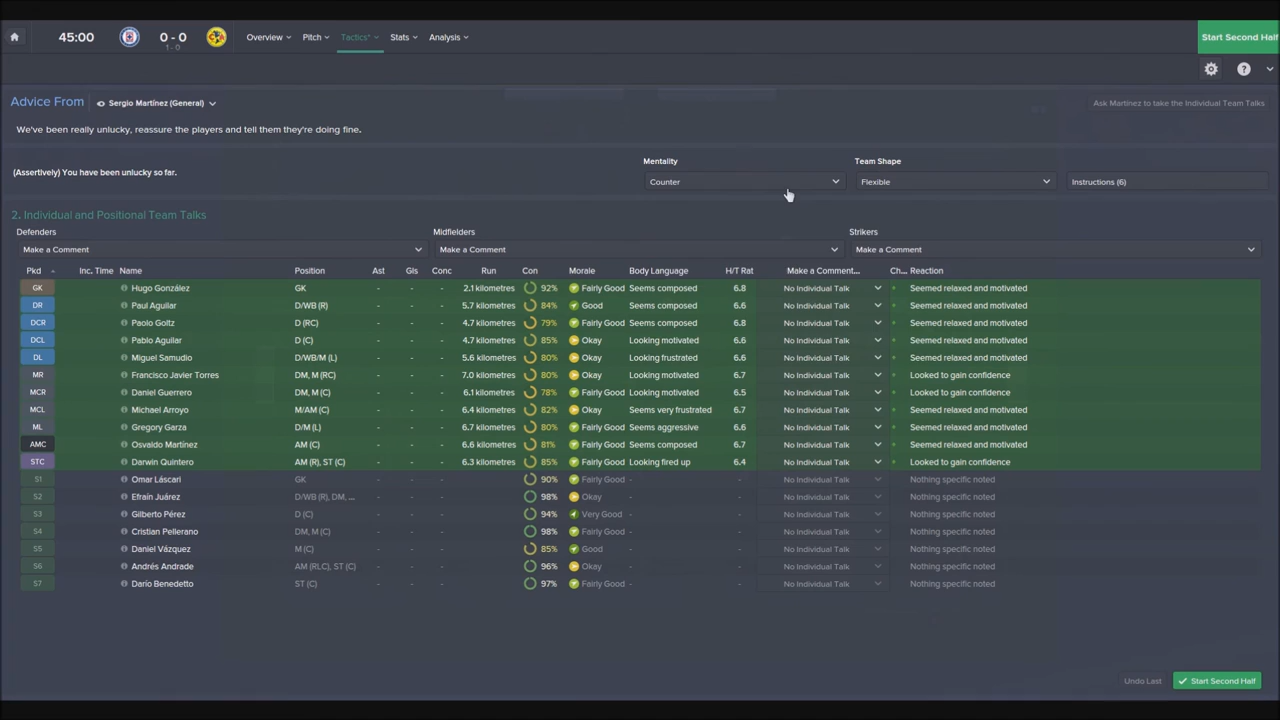 45:00 0 - 0 Overview Pitch Tactics* Stats Analysis Start Second Half
1 - 0
Advice From Sergio Martínez (General) Ask Martínez to take the Individual Team Talks
We've been really unlucky, reassure the players and tell them they're doing fine.
Mentality Team Shape
(Assertively) You have been unlucky so far.
Counter Flexible Instructions (6)
2. Individual and Positional Team Talks
Defenders Midfielders Strikers
Make a Comment Make a Comment Make a Comment
Pkd Inc. Time Name Position Ast Gls Conc Run Con Morale Body Language H/T Rat Make a Comment... Ch... Reaction
GK Hugo González GK - - - 2.1 kilometres 92% Fairly Good Seems composed 6.8 No Individual Talk Seemed relaxed and motivated
DR Paul Aguilar D/WB (R) - - - 5.7 kilometres 84% Good Seems composed 6.6 No Individual Talk Seemed relaxed and motivated
DCR Paolo Goltz D (RC) - - - 4.7 kilometres 79% Fairly Good Seems composed 6.8 No Individual Talk Seemed relaxed and motivated
DCL Pablo Aguilar D (C) - - - 4.7 kilometres 85% Okay Looking motivated 6.6 No Individual Talk Seemed relaxed and motivated
DL Miguel Samudio D/WB/M (L) - - - 5.6 kilometres 80% Okay Looking frustrated 6.6 No Individual Talk Seemed relaxed and motivated
MR Francisco Javier Torres DM, M (RC) - - - 7.0 kilometres 80% Okay Looking motivated 6.7 No Individual Talk Looked to gain confidence
MCR Daniel Guerrero DM, M (C) - - - 6.1 kilometres 78% Fairly Good Looking motivated 6.5 No Individual Talk Looked to gain confidence
MCL Michael Arroyo M/AM (C) - - - 6.4 kilometres 82% Okay Seems very frustrated 6.7 No Individual Talk Seemed relaxed and motivated
ML Gregory Garza D/M (L) - - - 6.7 kilometres 80% Fairly Good Seems aggressive 6.6 No Individual Talk Seemed relaxed and motivated
AMC Osvaldo Martínez AM (C) - - - 6.6 kilometres 81% Fairly Good Seems composed 6.7 No Individual Talk Seemed relaxed and motivated
STC Darwin Quintero AM (R), ST (C) - - - 6.3 kilometres 85% Fairly Good Looking fired up 6.4 No Individual Talk Looked to gain confidence
S1 Omar Láscari GK 90% Fairly Good - - No Individual Talk Nothing specific noted
S2 Efraín Juárez D/WB (R), DM, ... 98% Okay - - No Individual Talk Nothing specific noted
S3 Gilberto Pérez D (C) 94% Very Good - - No Individual Talk Nothing specific noted
S4 Cristian Pellerano DM, M (C) 98% Fairly Good - - No Individual Talk Nothing specific noted
S5 Daniel Vázquez M (C) 85% Good - - No Individual Talk Nothing specific noted
S6 Andrés Andrade AM (RLC), ST (C) 96% Okay - - No Individual Talk Nothing specific noted
S7 Darío Benedetto ST (C) 97% Fairly Good - - No Individual Talk Nothing specific noted
Undo Last Start Second Half